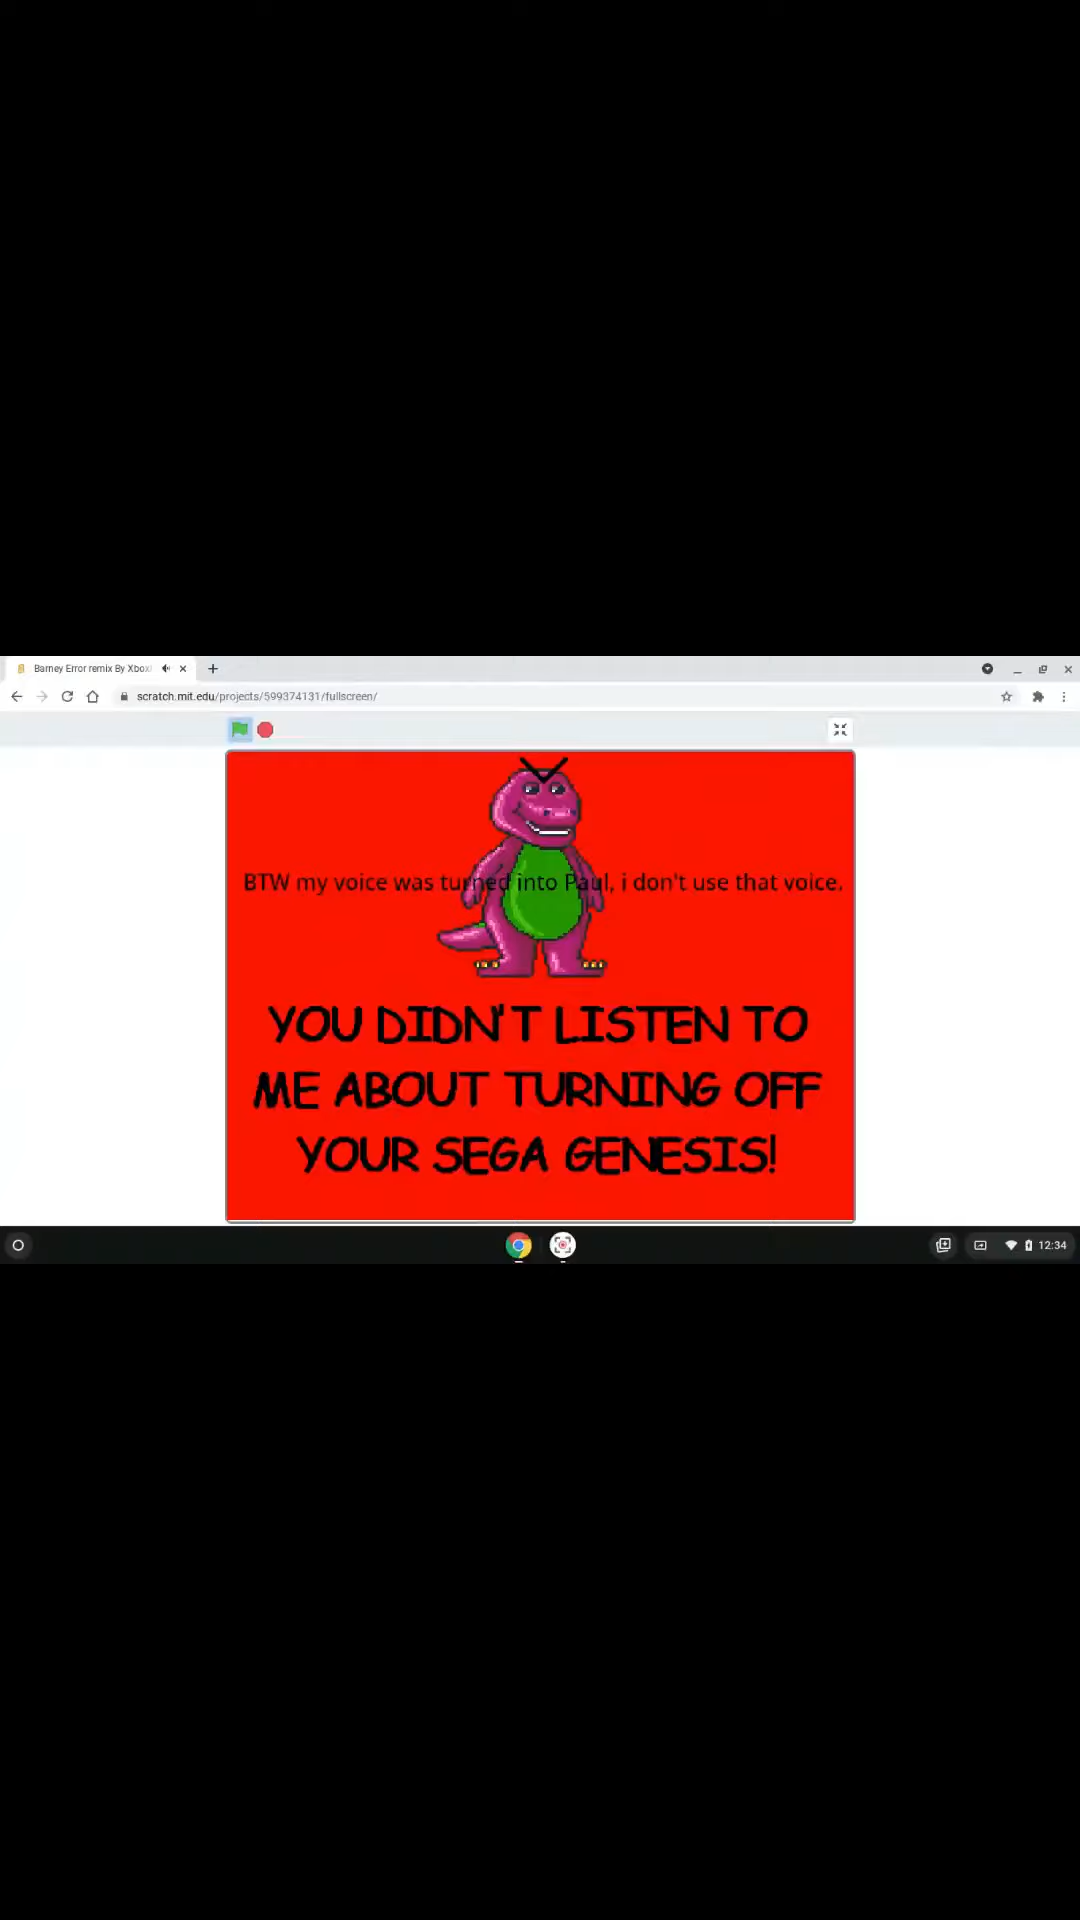 Barney Error remix By Xbox
scratch.mit.edu/projects/599374131/fullscreen/
BTW my voice was turned into Paul, i don't use that voice.
YOU DIDN'T LISTEN TO
ME ABOUT TURNING OFF
YOUR SEGA GENESIS!
12:34